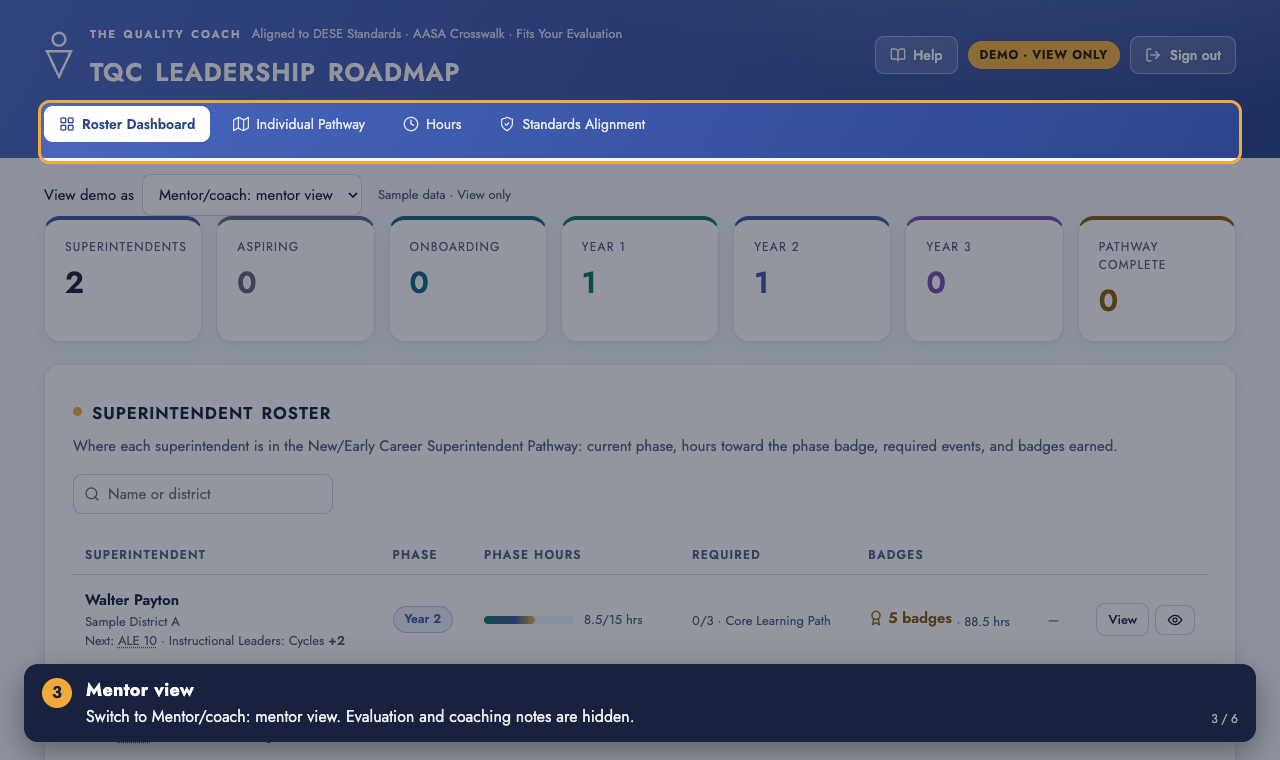 THE QUALITY COACH Aligned to DESE Standards · AASA Crosswalk · Fits Your Evaluation
TQC LEADERSHIP ROADMAP
Help
DEMO · VIEW ONLY
Sign out
Roster Dashboard
Individual Pathway
Hours
Standards Alignment
View demo as Mentor/coach: mentor view Sample data · View only
SUPERINTENDENTS
2
ASPIRING
0
ONBOARDING
0
YEAR 1
1
YEAR 2
1
YEAR 3
0
PATHWAY
COMPLETE
0
SUPERINTENDENT ROSTER
Where each superintendent is in the New/Early Career Superintendent Pathway: current phase, hours toward the phase badge, required events, and badges earned.
Name or district
SUPERINTENDENT PHASE PHASE HOURS REQUIRED BADGES
Walter Payton
Sample District A
Next: ALE 10 · Instructional Leaders: Cycles +2
Year 2
8.5/15 hrs
0/3 · Core Learning Path
5 badges · 88.5 hrs
—
View
3
Mentor view
Switch to Mentor/coach: mentor view. Evaluation and coaching notes are hidden.
3 / 6